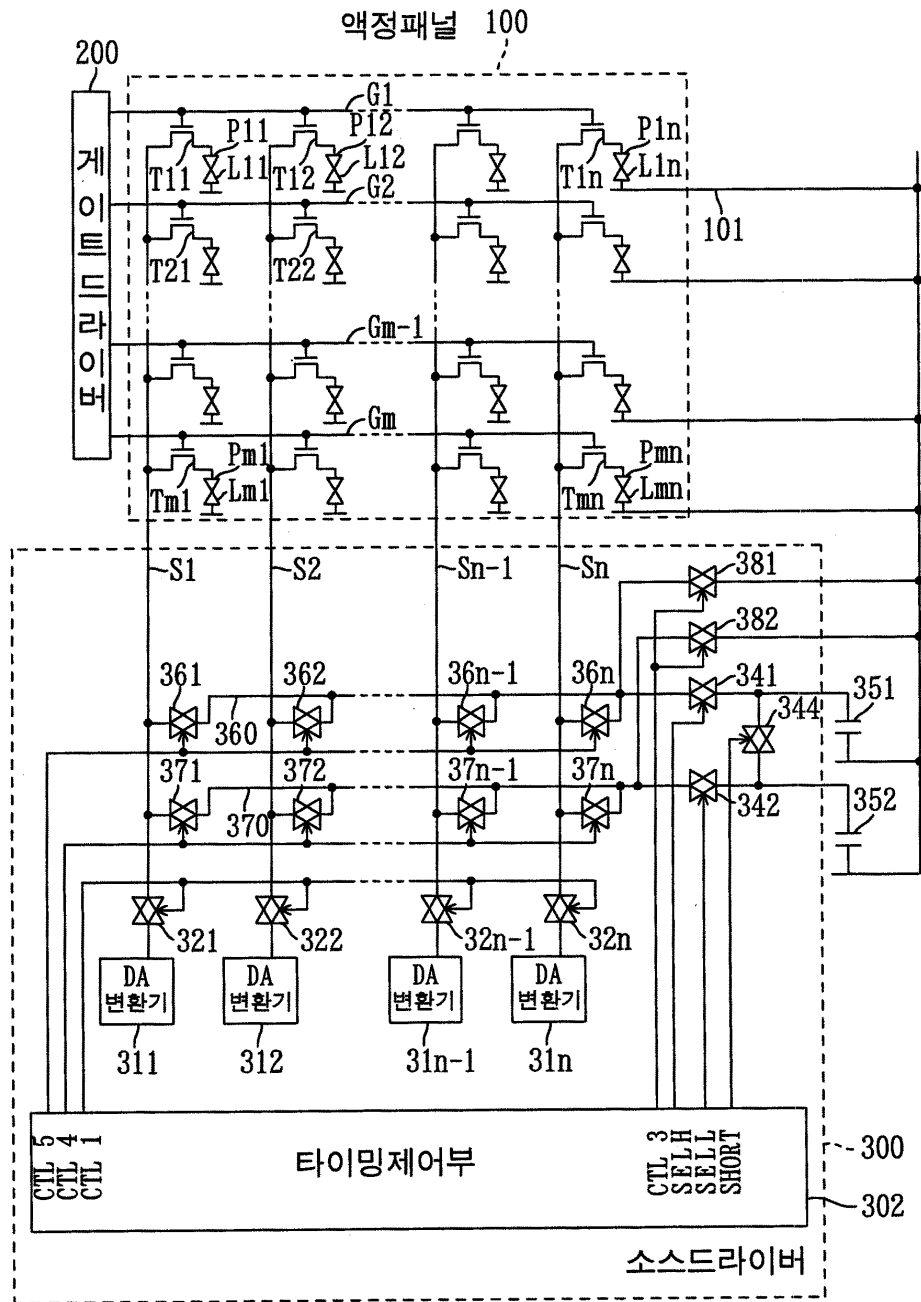 액정패널 100
200
게이트드라이버
G1
P11 P12 P1n
L11 L12 L1n
T11 T12 T1n
G2
101
T21 T22
Gm-1
Gm
Pm1 Pmn
Lm1 Lmn
Tm1 Tmn
S1 S2 Sn-1 Sn
381
382
361 362 36n-1 36n 341 351
344
360
371 372 37n-1 37n
370 342 352
321 322 32n-1 32n
DA 변환기 DA 변환기 DA 변환기 DA 변환기
311 312 31n-1 31n
CTL 5
CTL 4
CTL 1
타이밍제어부
CTL 3
SELH
SELL
SHORT
300
302
소스드라이버